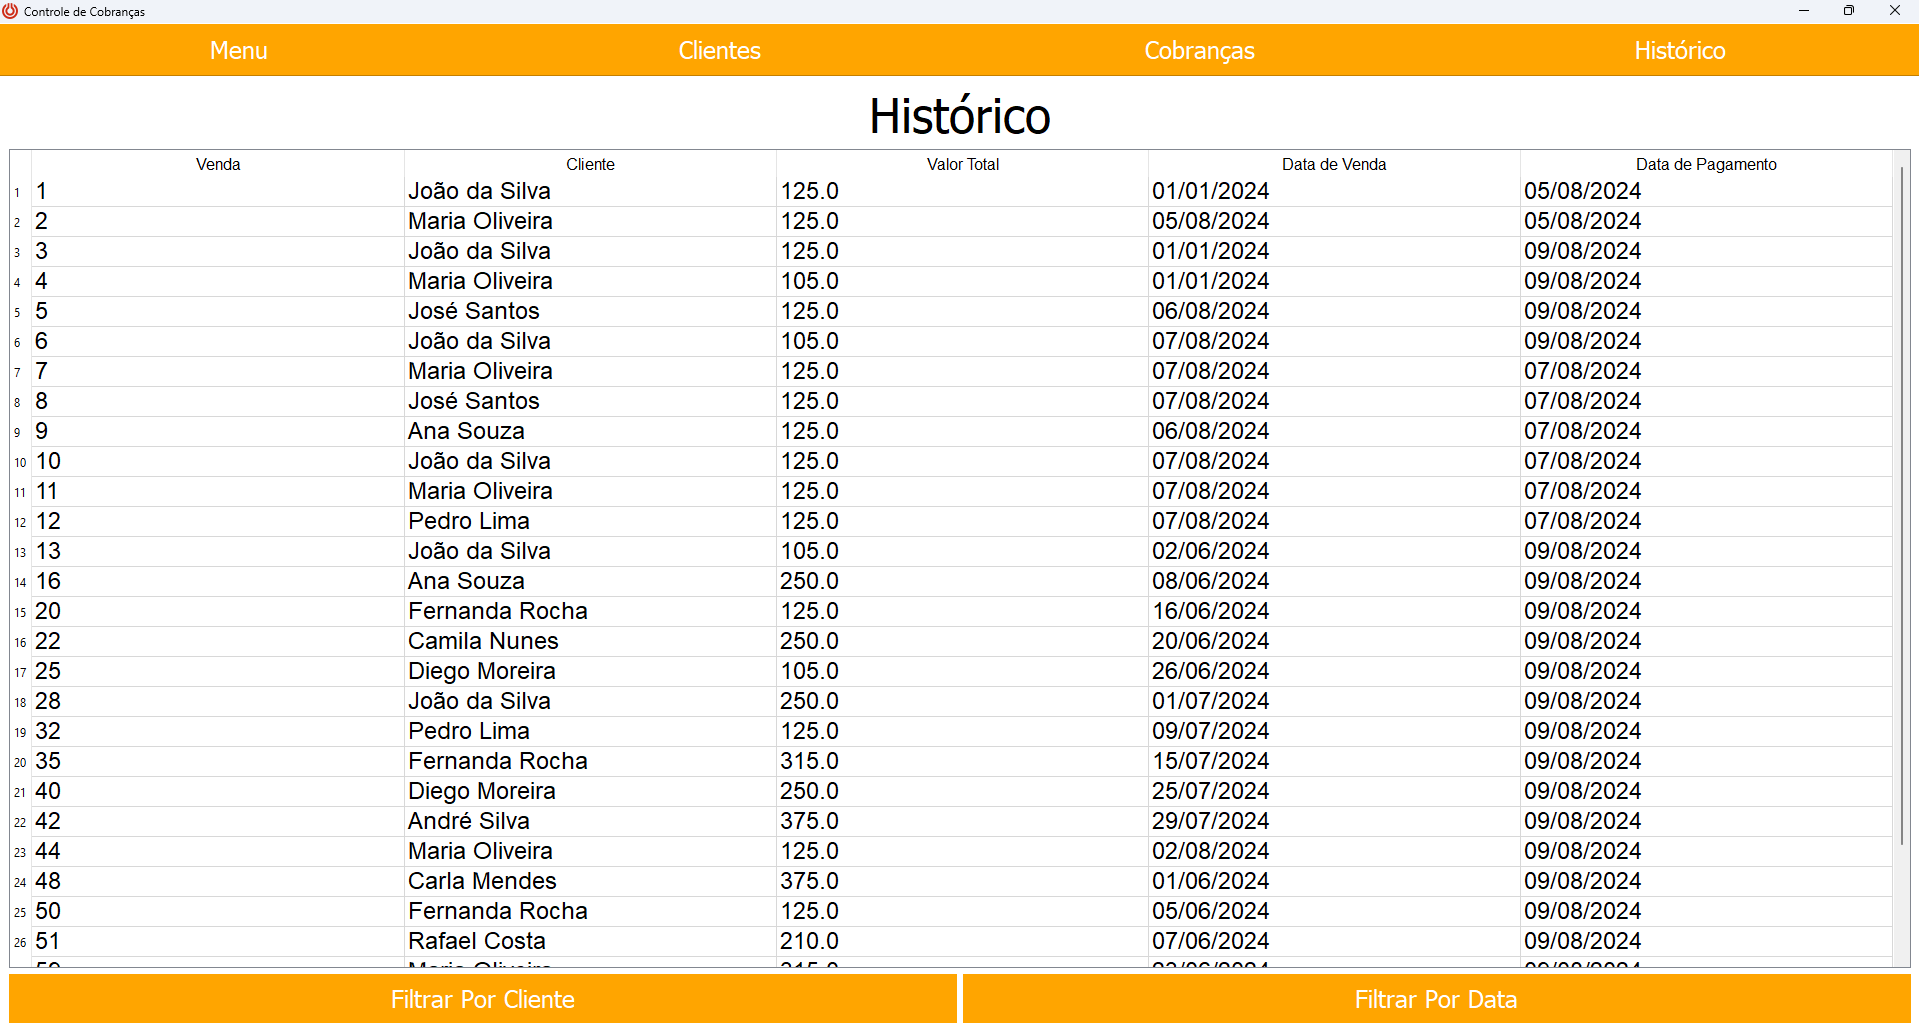 Controle de Cobranças
Menu Clientes Cobranças Histórico
Histórico
Venda Cliente Valor Total Data de Venda Data de Pagamento
1 1 João da Silva 125.0 01/01/2024 05/08/2024
2 2 Maria Oliveira 125.0 05/08/2024 05/08/2024
3 3 João da Silva 125.0 01/01/2024 09/08/2024
4 4 Maria Oliveira 105.0 01/01/2024 09/08/2024
5 5 José Santos 125.0 06/08/2024 09/08/2024
6 6 João da Silva 105.0 07/08/2024 09/08/2024
7 7 Maria Oliveira 125.0 07/08/2024 07/08/2024
8 8 José Santos 125.0 07/08/2024 07/08/2024
9 9 Ana Souza 125.0 06/08/2024 07/08/2024
10 10 João da Silva 125.0 07/08/2024 07/08/2024
11 11 Maria Oliveira 125.0 07/08/2024 07/08/2024
12 12 Pedro Lima 125.0 07/08/2024 07/08/2024
13 13 João da Silva 105.0 02/06/2024 09/08/2024
14 16 Ana Souza 250.0 08/06/2024 09/08/2024
15 20 Fernanda Rocha 125.0 16/06/2024 09/08/2024
16 22 Camila Nunes 250.0 20/06/2024 09/08/2024
17 25 Diego Moreira 105.0 26/06/2024 09/08/2024
18 28 João da Silva 250.0 01/07/2024 09/08/2024
19 32 Pedro Lima 125.0 09/07/2024 09/08/2024
20 35 Fernanda Rocha 315.0 15/07/2024 09/08/2024
21 40 Diego Moreira 250.0 25/07/2024 09/08/2024
22 42 André Silva 375.0 29/07/2024 09/08/2024
23 44 Maria Oliveira 125.0 02/08/2024 09/08/2024
24 48 Carla Mendes 375.0 01/06/2024 09/08/2024
25 50 Fernanda Rocha 125.0 05/06/2024 09/08/2024
26 51 Rafael Costa 210.0 07/06/2024 09/08/2024
Maria Oliveira
Filtrar Por Cliente Filtrar Por Data